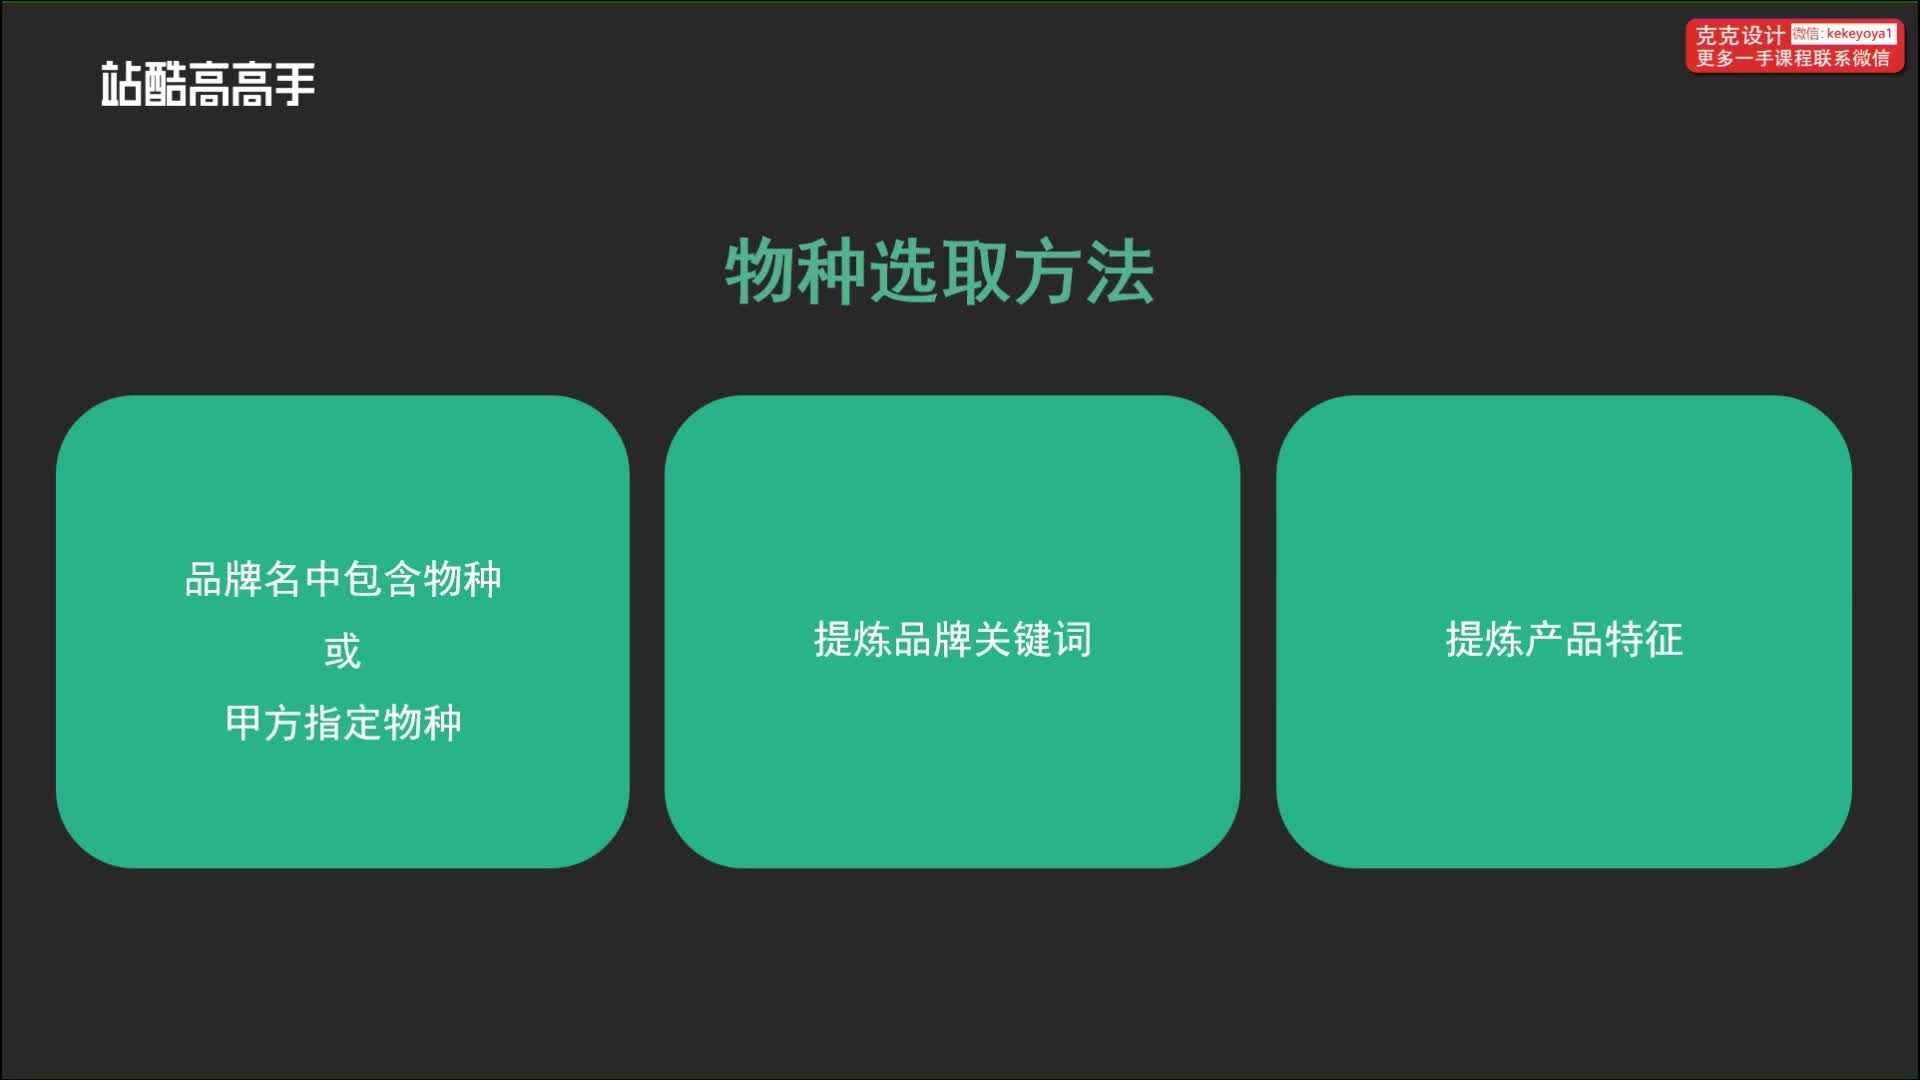 站酷高高手
克克设计 微信:kekeyoya1
更多一手课程联系微信
物种选取方法
品牌名中包含物种
或
甲方指定物种
提炼品牌关键词
提炼产品特征